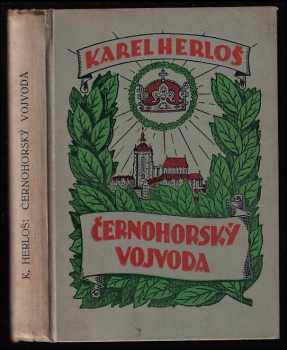 K. HERLOŠ: ČERNOHORSKÝ VOJVODA
KAREL HERLOŠ
ČERNOHORSKÝ
VOJVODA